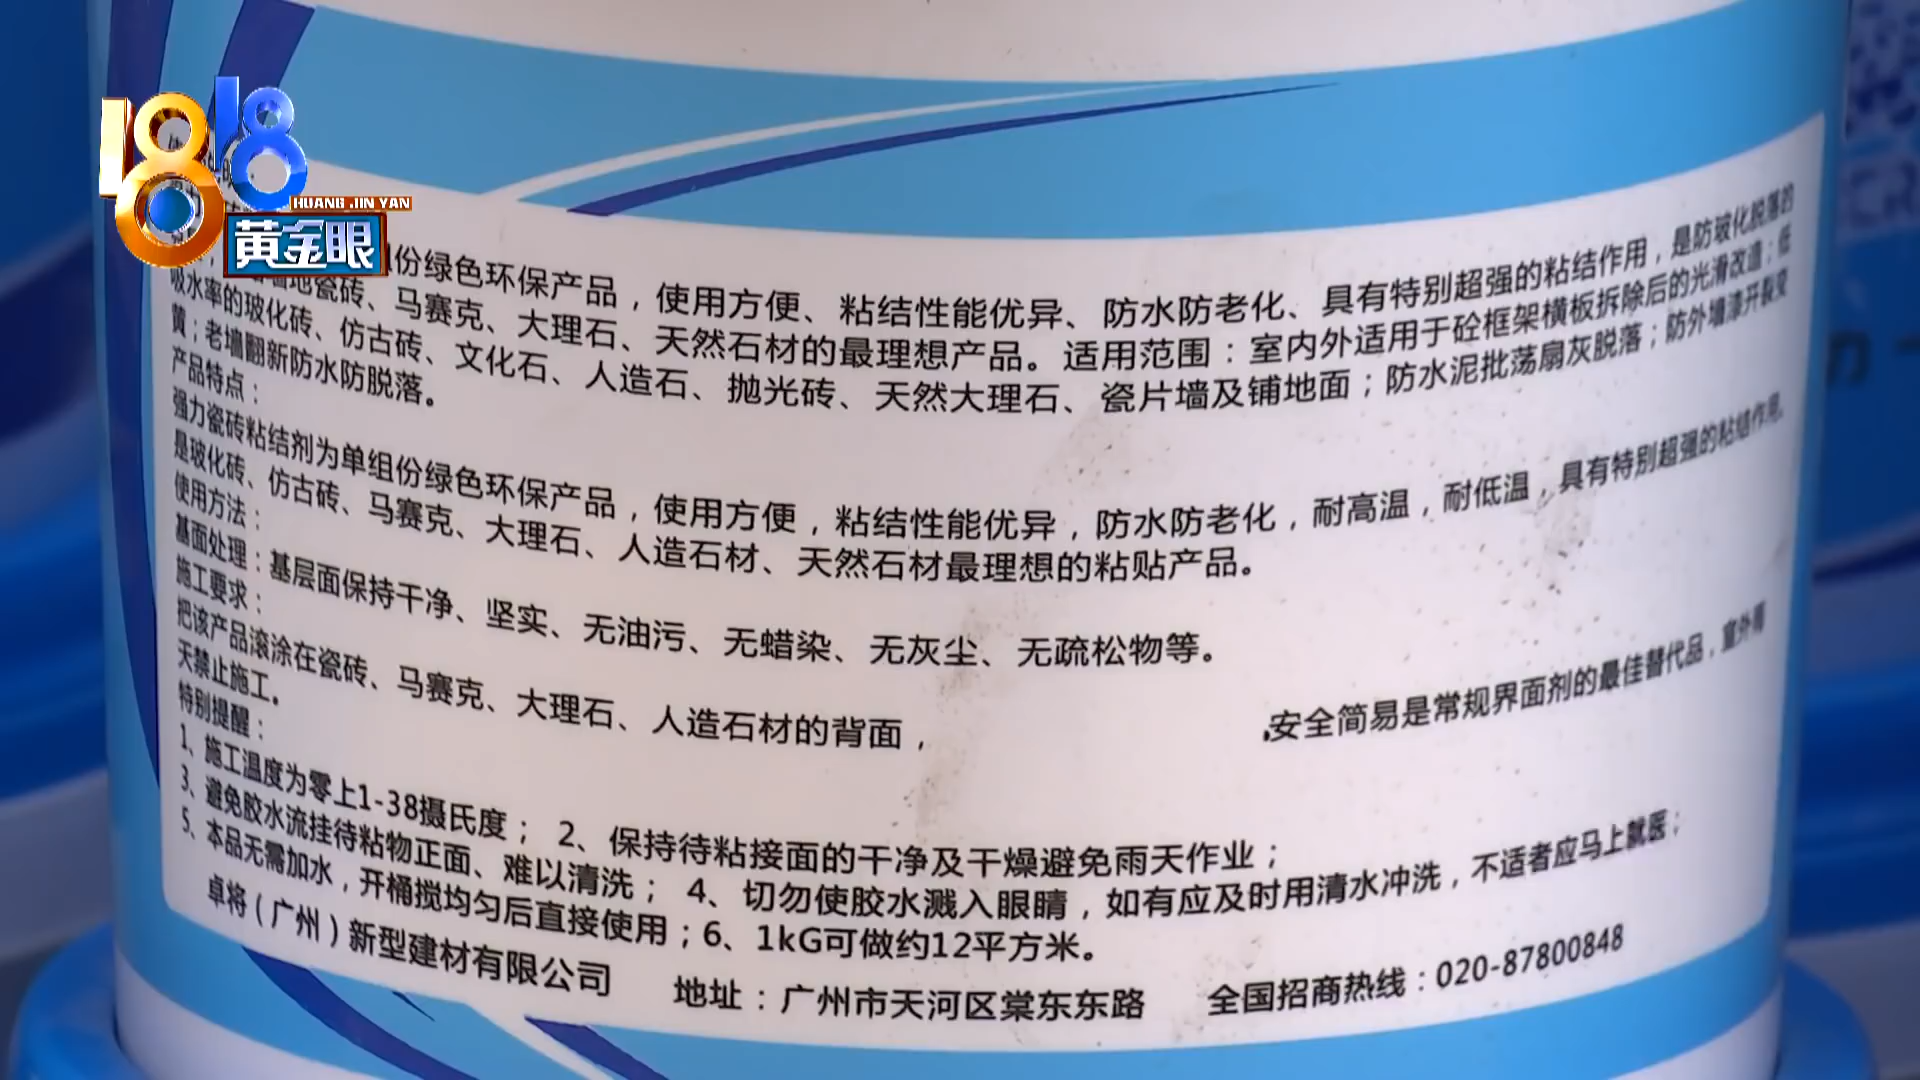 1818
HUANG JIN YAN
黄金眼
份绿色环保产品，使用方便、粘结性能优异、防水防老化、具有特别超强的粘结作用，是防玻化脱落的
墙地瓷砖、马赛克、大理石、天然石材的最理想产品。适用范围：室内外适用于砼框架横板拆除后的光滑改造；低
吸水率的玻化砖、仿古砖、文化石、人造石、抛光砖、天然大理石、瓷片墙及铺地面；防水泥批荡扇灰脱落；防外墙漆开裂变
黄；老墙翻新防水防脱落。
产品特点：
强力瓷砖粘结剂为单组份绿色环保产品，使用方便，粘结性能优异，防水防老化，耐高温，耐低温，具有特别超强的粘结作用。
是玻化砖、仿古砖、马赛克、大理石、人造石材、天然石材最理想的粘贴产品。
使用方法：
基面处理：基层面保持干净、坚实、无油污、无蜡染、无灰尘、无疏松物等。
施工要求：
把该产品滚涂在瓷砖、马赛克、大理石、人造石材的背面， 安全简易是常规界面剂的最佳替代品，室外雨
天禁止施工。
特别提醒：
1、施工温度为零上1-38摄氏度； 2、保持待粘接面的干净及干燥避免雨天作业；
3、避免胶水流挂待粘物正面、难以清洗； 4、切勿使胶水溅入眼睛，如有应及时用清水冲洗，不适者应马上就医；
5、本品无需加水，开桶搅均匀后直接使用；6、1kG可做约12平方米。
卓将（广州）新型建材有限公司 地址：广州市天河区棠东东路 全国招商热线：020-87800848